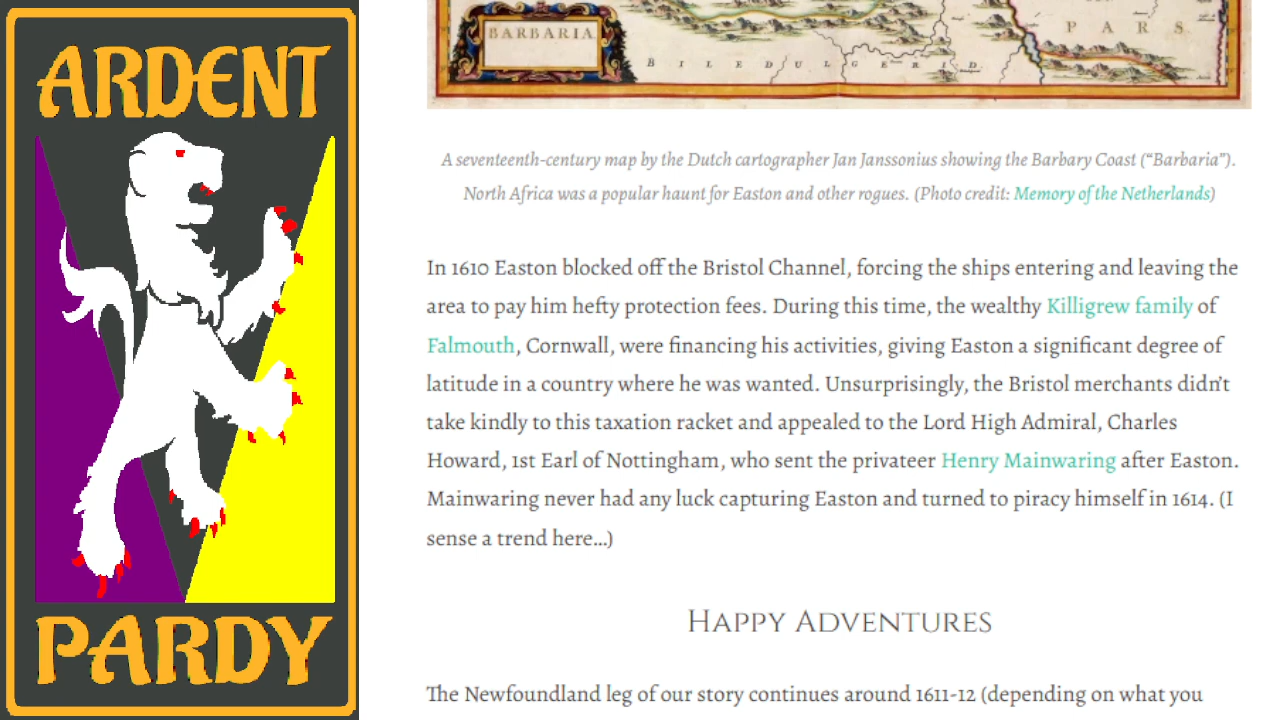 ARDENT
PARDY
BARBARIA.
P A R S
B I L E D U L G E R I D
A seventeenth-century map by the Dutch cartographer Jan Janssonius showing the Barbary Coast (“Barbaria”).
North Africa was a popular haunt for Easton and other rogues. (Photo credit: Memory of the Netherlands)
In 1610 Easton blocked off the Bristol Channel, forcing the ships entering and leaving the
area to pay him hefty protection fees. During this time, the wealthy Killigrew family of
Falmouth, Cornwall, were financing his activities, giving Easton a significant degree of
latitude in a country where he was wanted. Unsurprisingly, the Bristol merchants didn’t
take kindly to this taxation racket and appealed to the Lord High Admiral, Charles
Howard, 1st Earl of Nottingham, who sent the privateer Henry Mainwaring after Easton.
Mainwaring never had any luck capturing Easton and turned to piracy himself in 1614. (I
sense a trend here…)
Happy Adventures
The Newfoundland leg of our story continues around 1611-12 (depending on what you